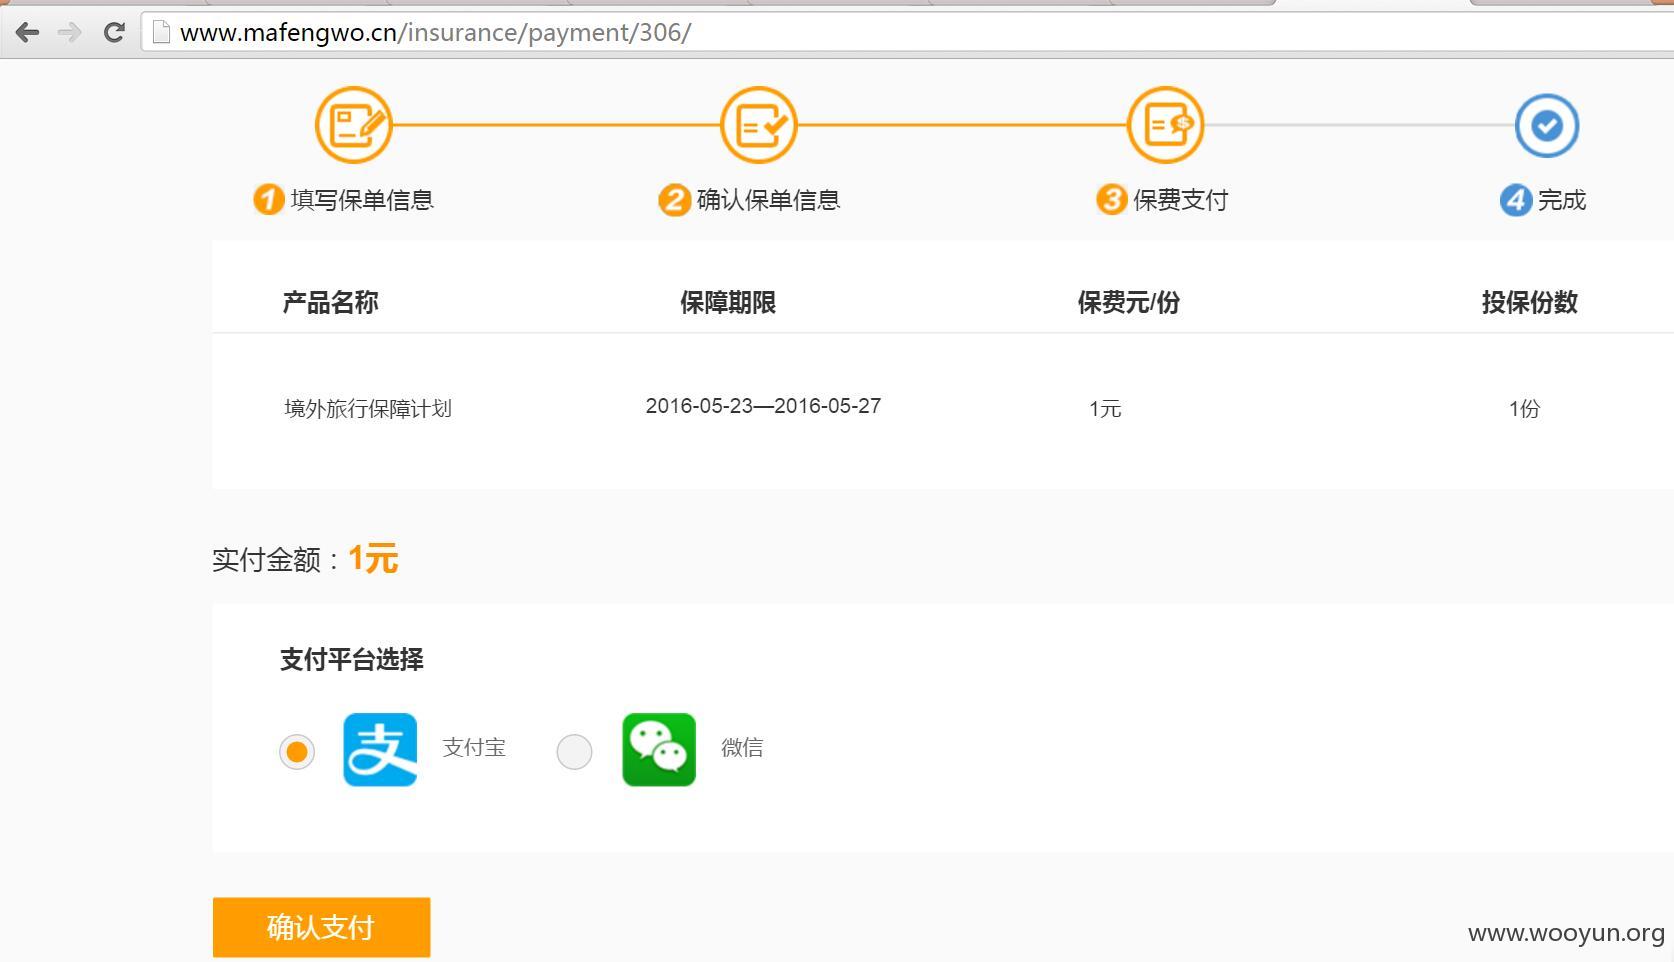 www.mafengwo.cn/insurance/payment/306/
1 填写保单信息 2 确认保单信息 3 保费支付 4 完成
产品名称 保障期限 保费元/份 投保份数
境外旅行保障计划 2016-05-23—2016-05-27 1元 1份
实付金额：1元
支付平台选择
支 支付宝 微信
确认支付
www.wooyun.org